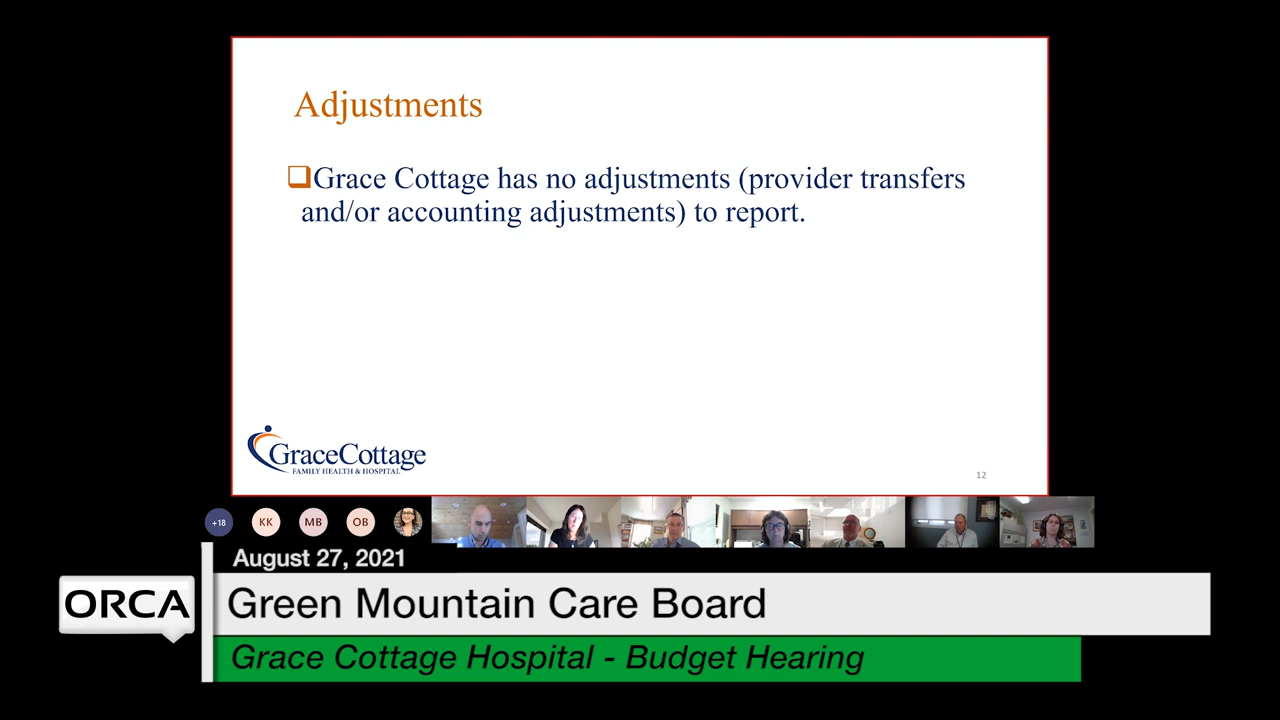 Adjustments
Grace Cottage has no adjustments (provider transfers
and/or accounting adjustments) to report.
GraceCottage
FAMILY HEALTH & HOSPITAL
12
+18
KK
MB
OB
August 27, 2021
ORCA
Green Mountain Care Board
Grace Cottage Hospital - Budget Hearing